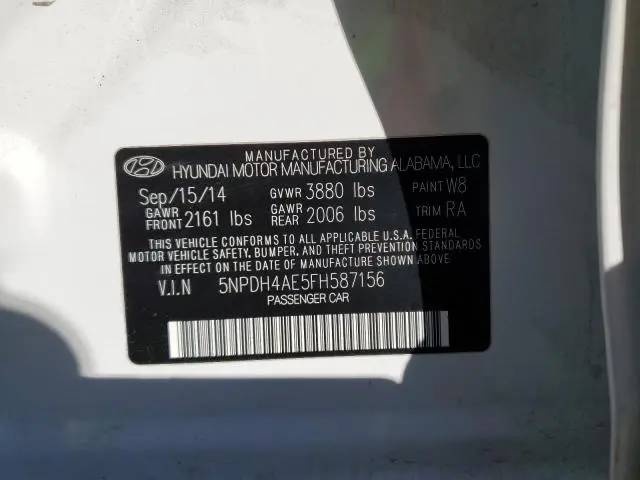 MANUFACTURED BY
HYUNDAI MOTOR MANUFACTURING ALABAMA, LLC
Sep/15/14 GVWR 3880 lbs PAINT W8
GAWR FRONT 2161 lbs GAWR REAR 2006 lbs TRIM RA
THIS VEHICLE CONFORMS TO ALL APPLICABLE U.S.A. FEDERAL
MOTOR VEHICLE SAFETY, BUMPER, AND THEFT PREVENTION STANDARDS
IN EFFECT ON THE DATE OF MANUFACTURE SHOWN ABOVE.
V.I.N 5NPDH4AE5FH587156
PASSENGER CAR